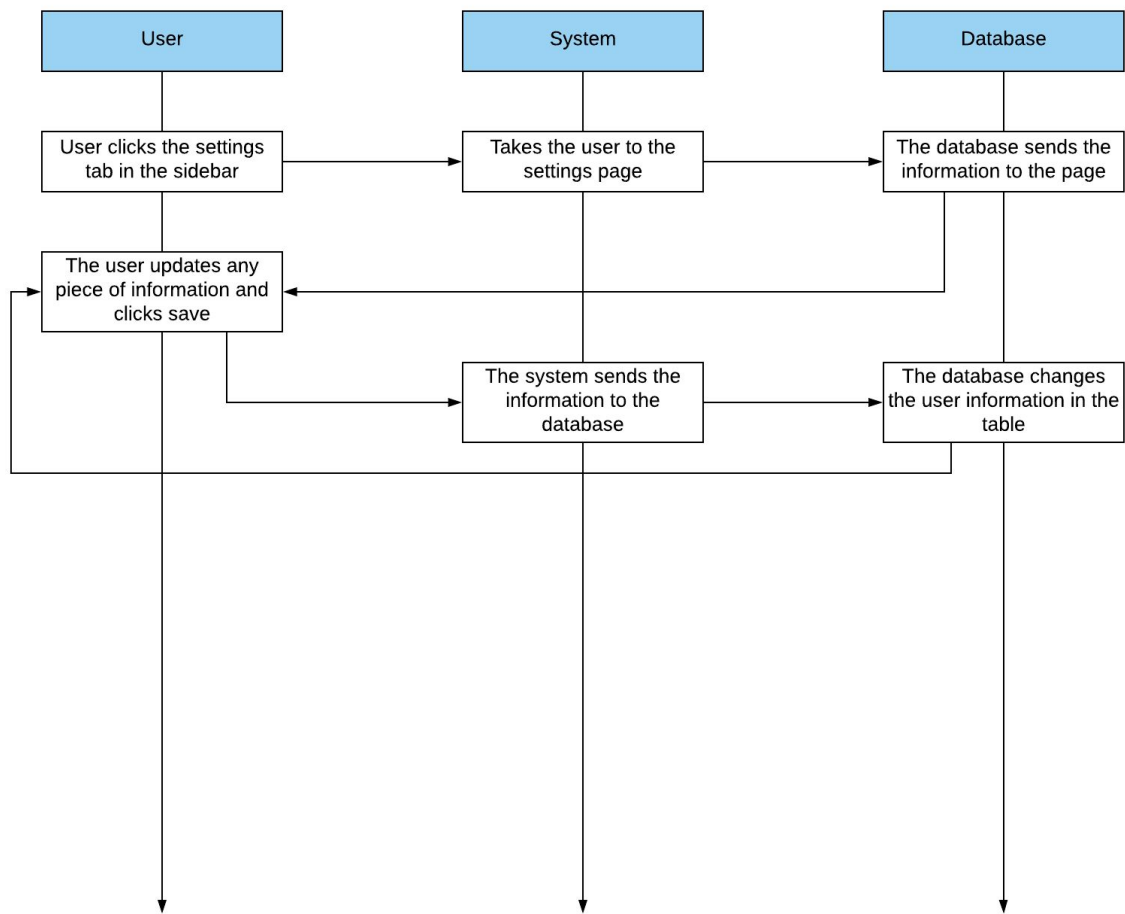 User
System
Database
User clicks the settings
tab in the sidebar
Takes the user to the
settings page
The database sends the
information to the page
The user updates any
piece of information and
clicks save
The system sends the
information to the
database
The database changes
the user information in the
table